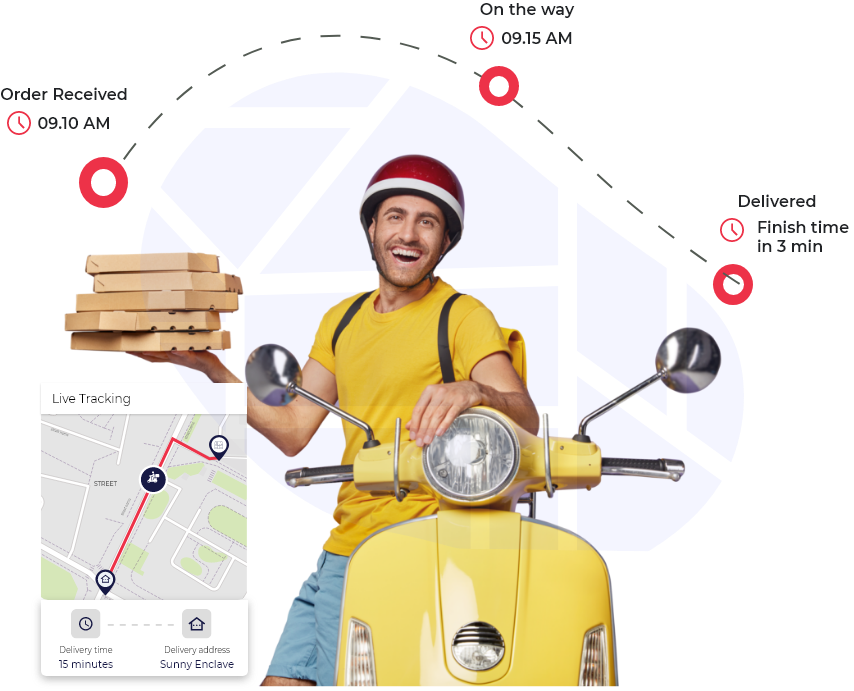 On the way
09.15 AM
Order Received
09.10 AM
Delivered
Finish time
in 3 min
Live Tracking
STREET
Delivery time
15 minutes
Delivery address
Sunny Enclave